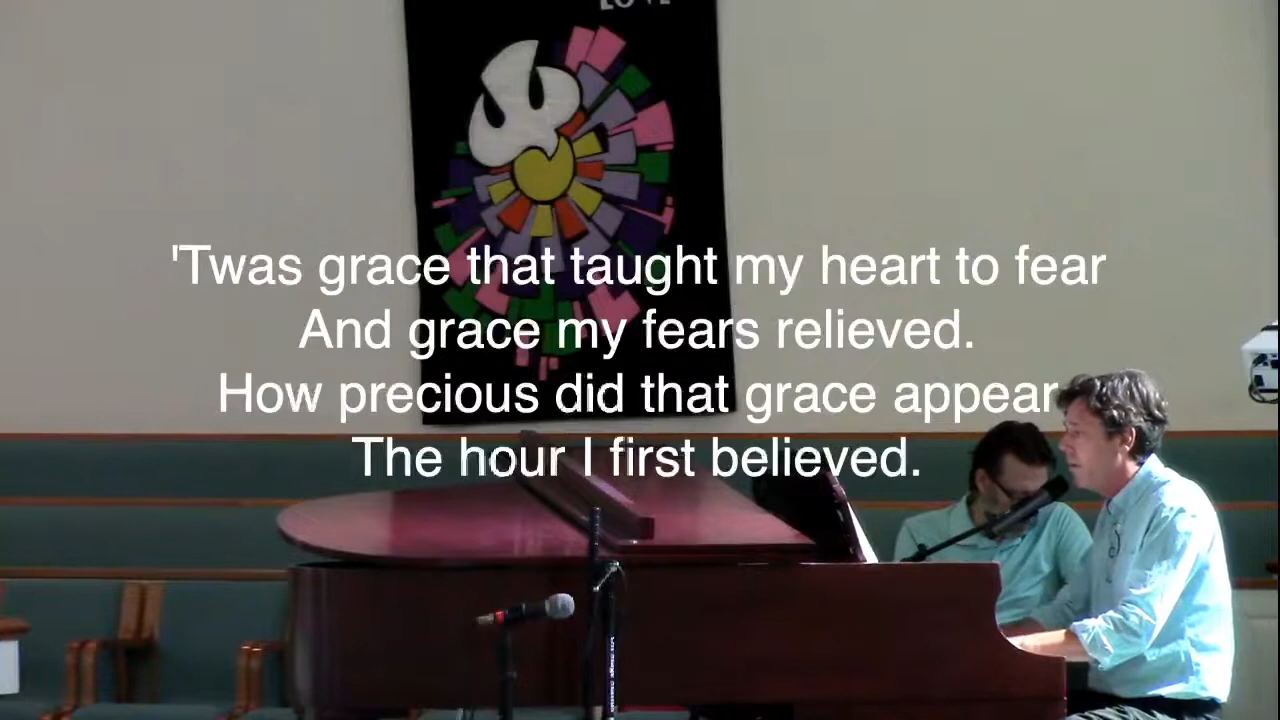 LOVE
'Twas grace that taught my heart to fear
And grace my fears relieved.
How precious did that grace appear
The hour I first believed.